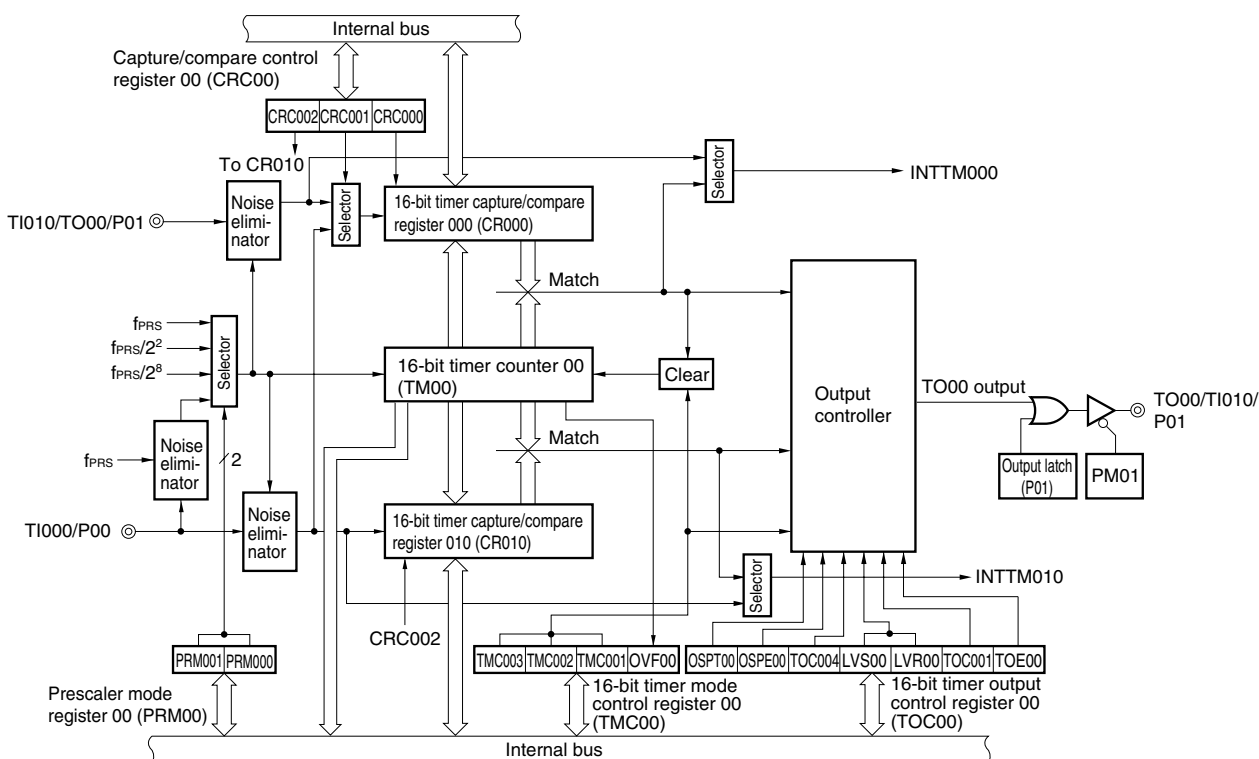 Internal bus
Capture/compare control
register 00 (CRC00)
CRC002 CRC001 CRC000
To CR010
TI010/TO00/P01
Noise
elimi-
nator
Selector
16-bit timer capture/compare
register 000 (CR000)
Selector
INTTM000
Match
fPRS
fPRS/2²
fPRS/2⁸
Selector
16-bit timer counter 00
(TM00)
Clear
Output
controller
TO00 output
TO00/TI010/
P01
Output latch
(P01)
PM01
fPRS
Noise
elimi-
nator
2
Match
TI000/P00
Noise
elimi-
nator
16-bit timer capture/compare
register 010 (CR010)
Selector
INTTM010
CRC002
PRM001 PRM000
Prescaler mode
register 00 (PRM00)
TMC003 TMC002 TMC001 OVF00
16-bit timer mode
control register 00
(TMC00)
OSPT00 OSPE00 TOC004 LVS00 LVR00 TOC001 TOE00
16-bit timer output
control register 00
(TOC00)
Internal bus